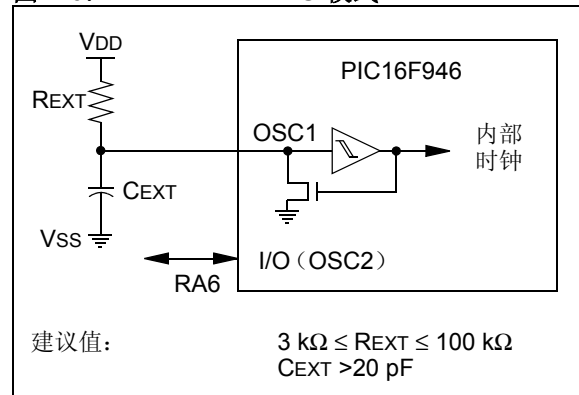 VDD
REXT
PIC16F946
OSC1
内部
时钟
CEXT
VSS
I/O（OSC2）
RA6
建议值：
3 kΩ ≤ REXT ≤ 100 kΩ
CEXT >20 pF